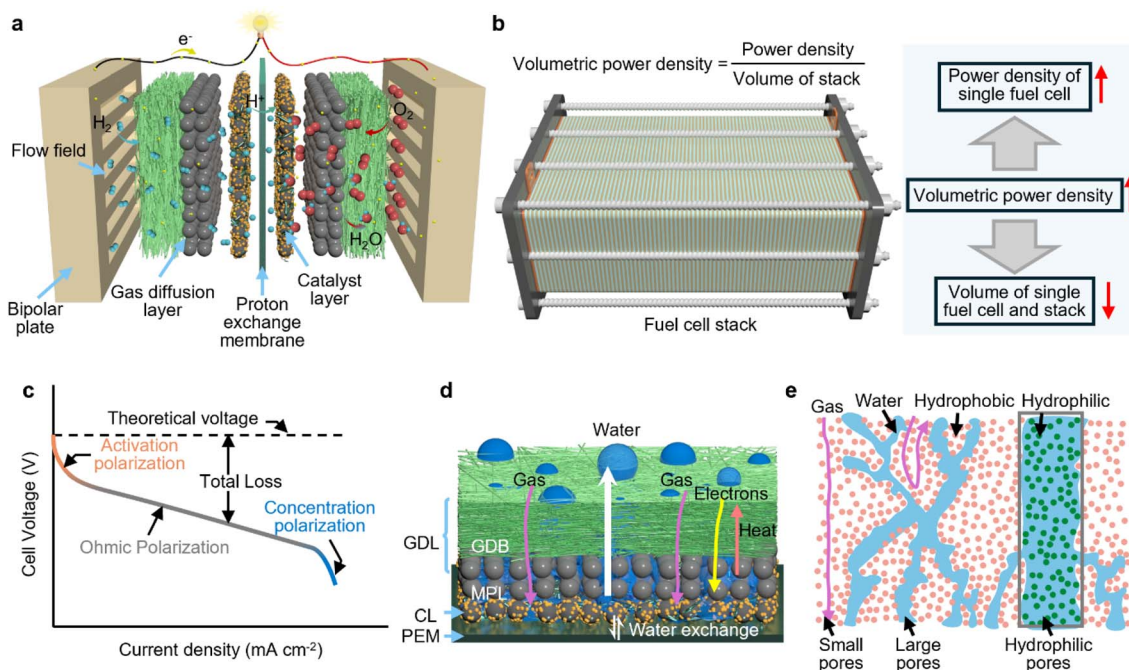 a
e-
H2
H+
O2
Flow field
H2O
Bipolar
plate
Gas diffusion
layer
Proton
exchange
membrane
Catalyst
layer
b
Volumetric power density = Power density
Volume of stack
Fuel cell stack
Power density of
single fuel cell
Volumetric power density
Volume of single
fuel cell and stack
c
Cell Voltage (V)
Theoretical voltage
Activation
polarization
Total Loss
Concentration
polarization
Ohmic Polarization
Current density (mA cm-2)
d
Water
Gas
Gas
Electrons
Heat
GDL
GDB
MPL
CL
PEM
Water exchange
e
Gas
Water
Hydrophobic
Hydrophilic
Small
pores
Large
pores
Hydrophilic
pores